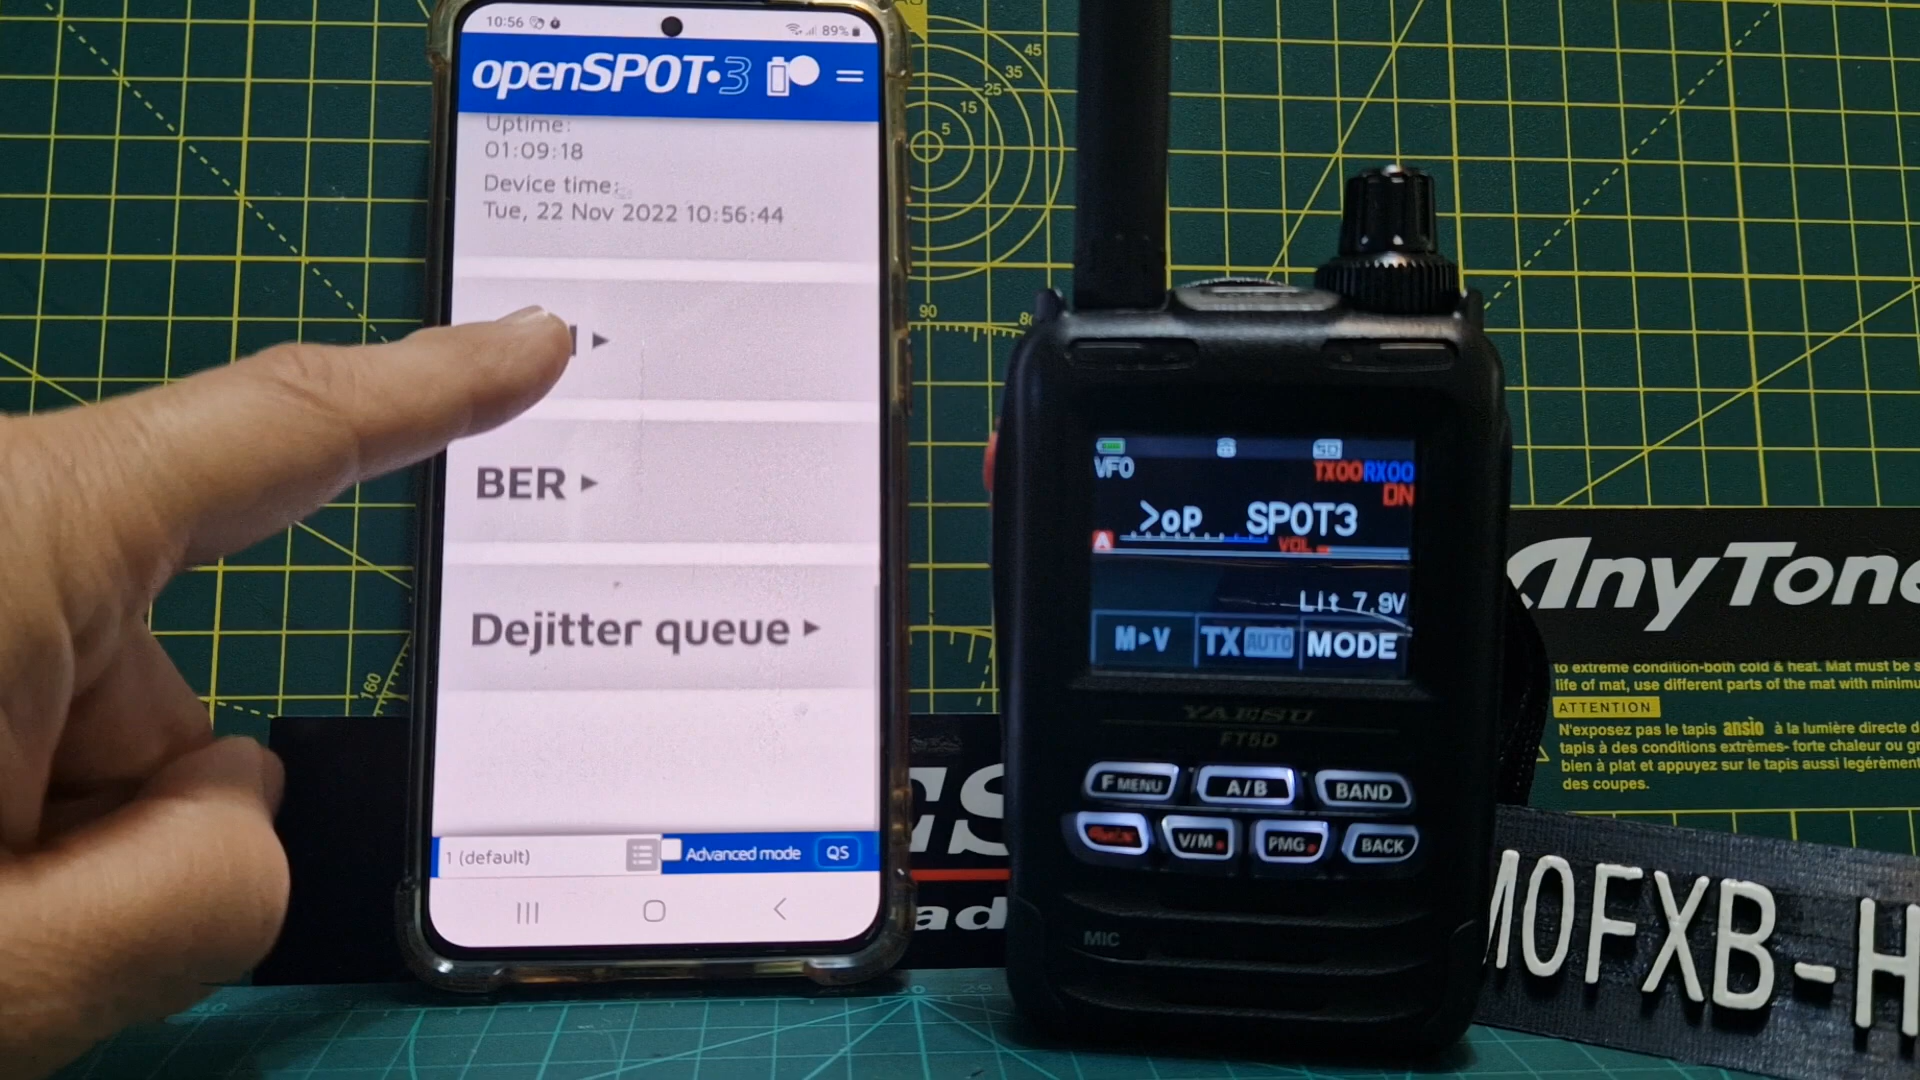 10:56
89%
openSPOT·3
Uptime:
01:09:18
Device time:
Tue, 22 Nov 2022 10:56:44
BER ▸
Dejitter queue ▸
1 (default)
Advanced mode
QS
45
35
25
15
5
90
160
VFO
SD
TX00RX00
DN
>op SPOT3
A
VOL
Lit 7.9V
M▸V
TX AUTO
MODE
YAESU
FT5D
F MENU
A/B
BAND
V/M
PMG
BACK
MIC
AnyTone
to extreme condition-both cold & heat. Mat must be
life of mat, use different parts of the mat with
ATTENTION
N'exposez pas le tapis ansio à la lumière directe
tapis à des conditions extrêmes- forte chaleur ou
bien à plat et appuyez sur le tapis aussi
des coupes.
M0FXB-H